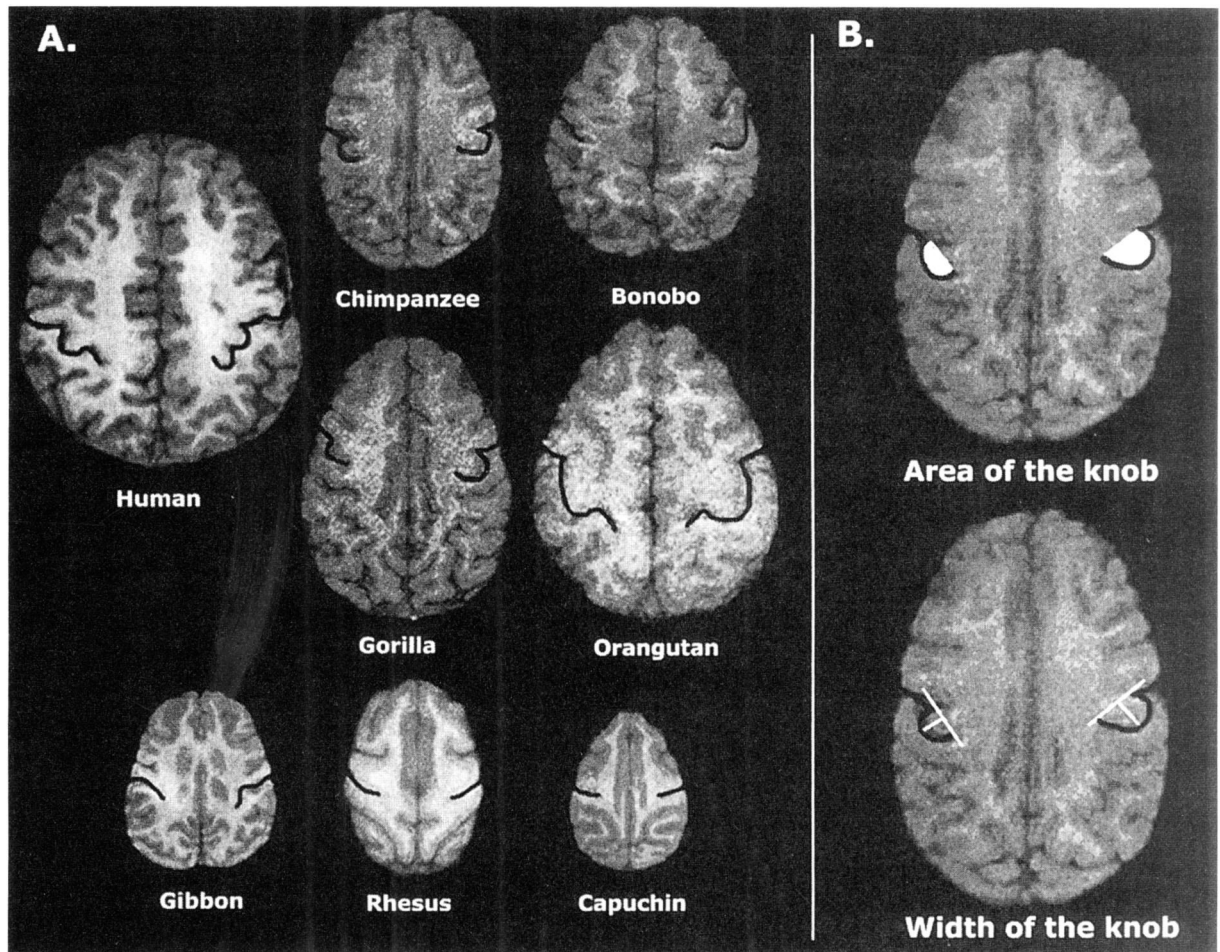 A.
Chimpanzee
Bonobo
Human
Gorilla
Orangutan
Gibbon
Rhesus
Capuchin
B.
Area of the knob
Width of the knob